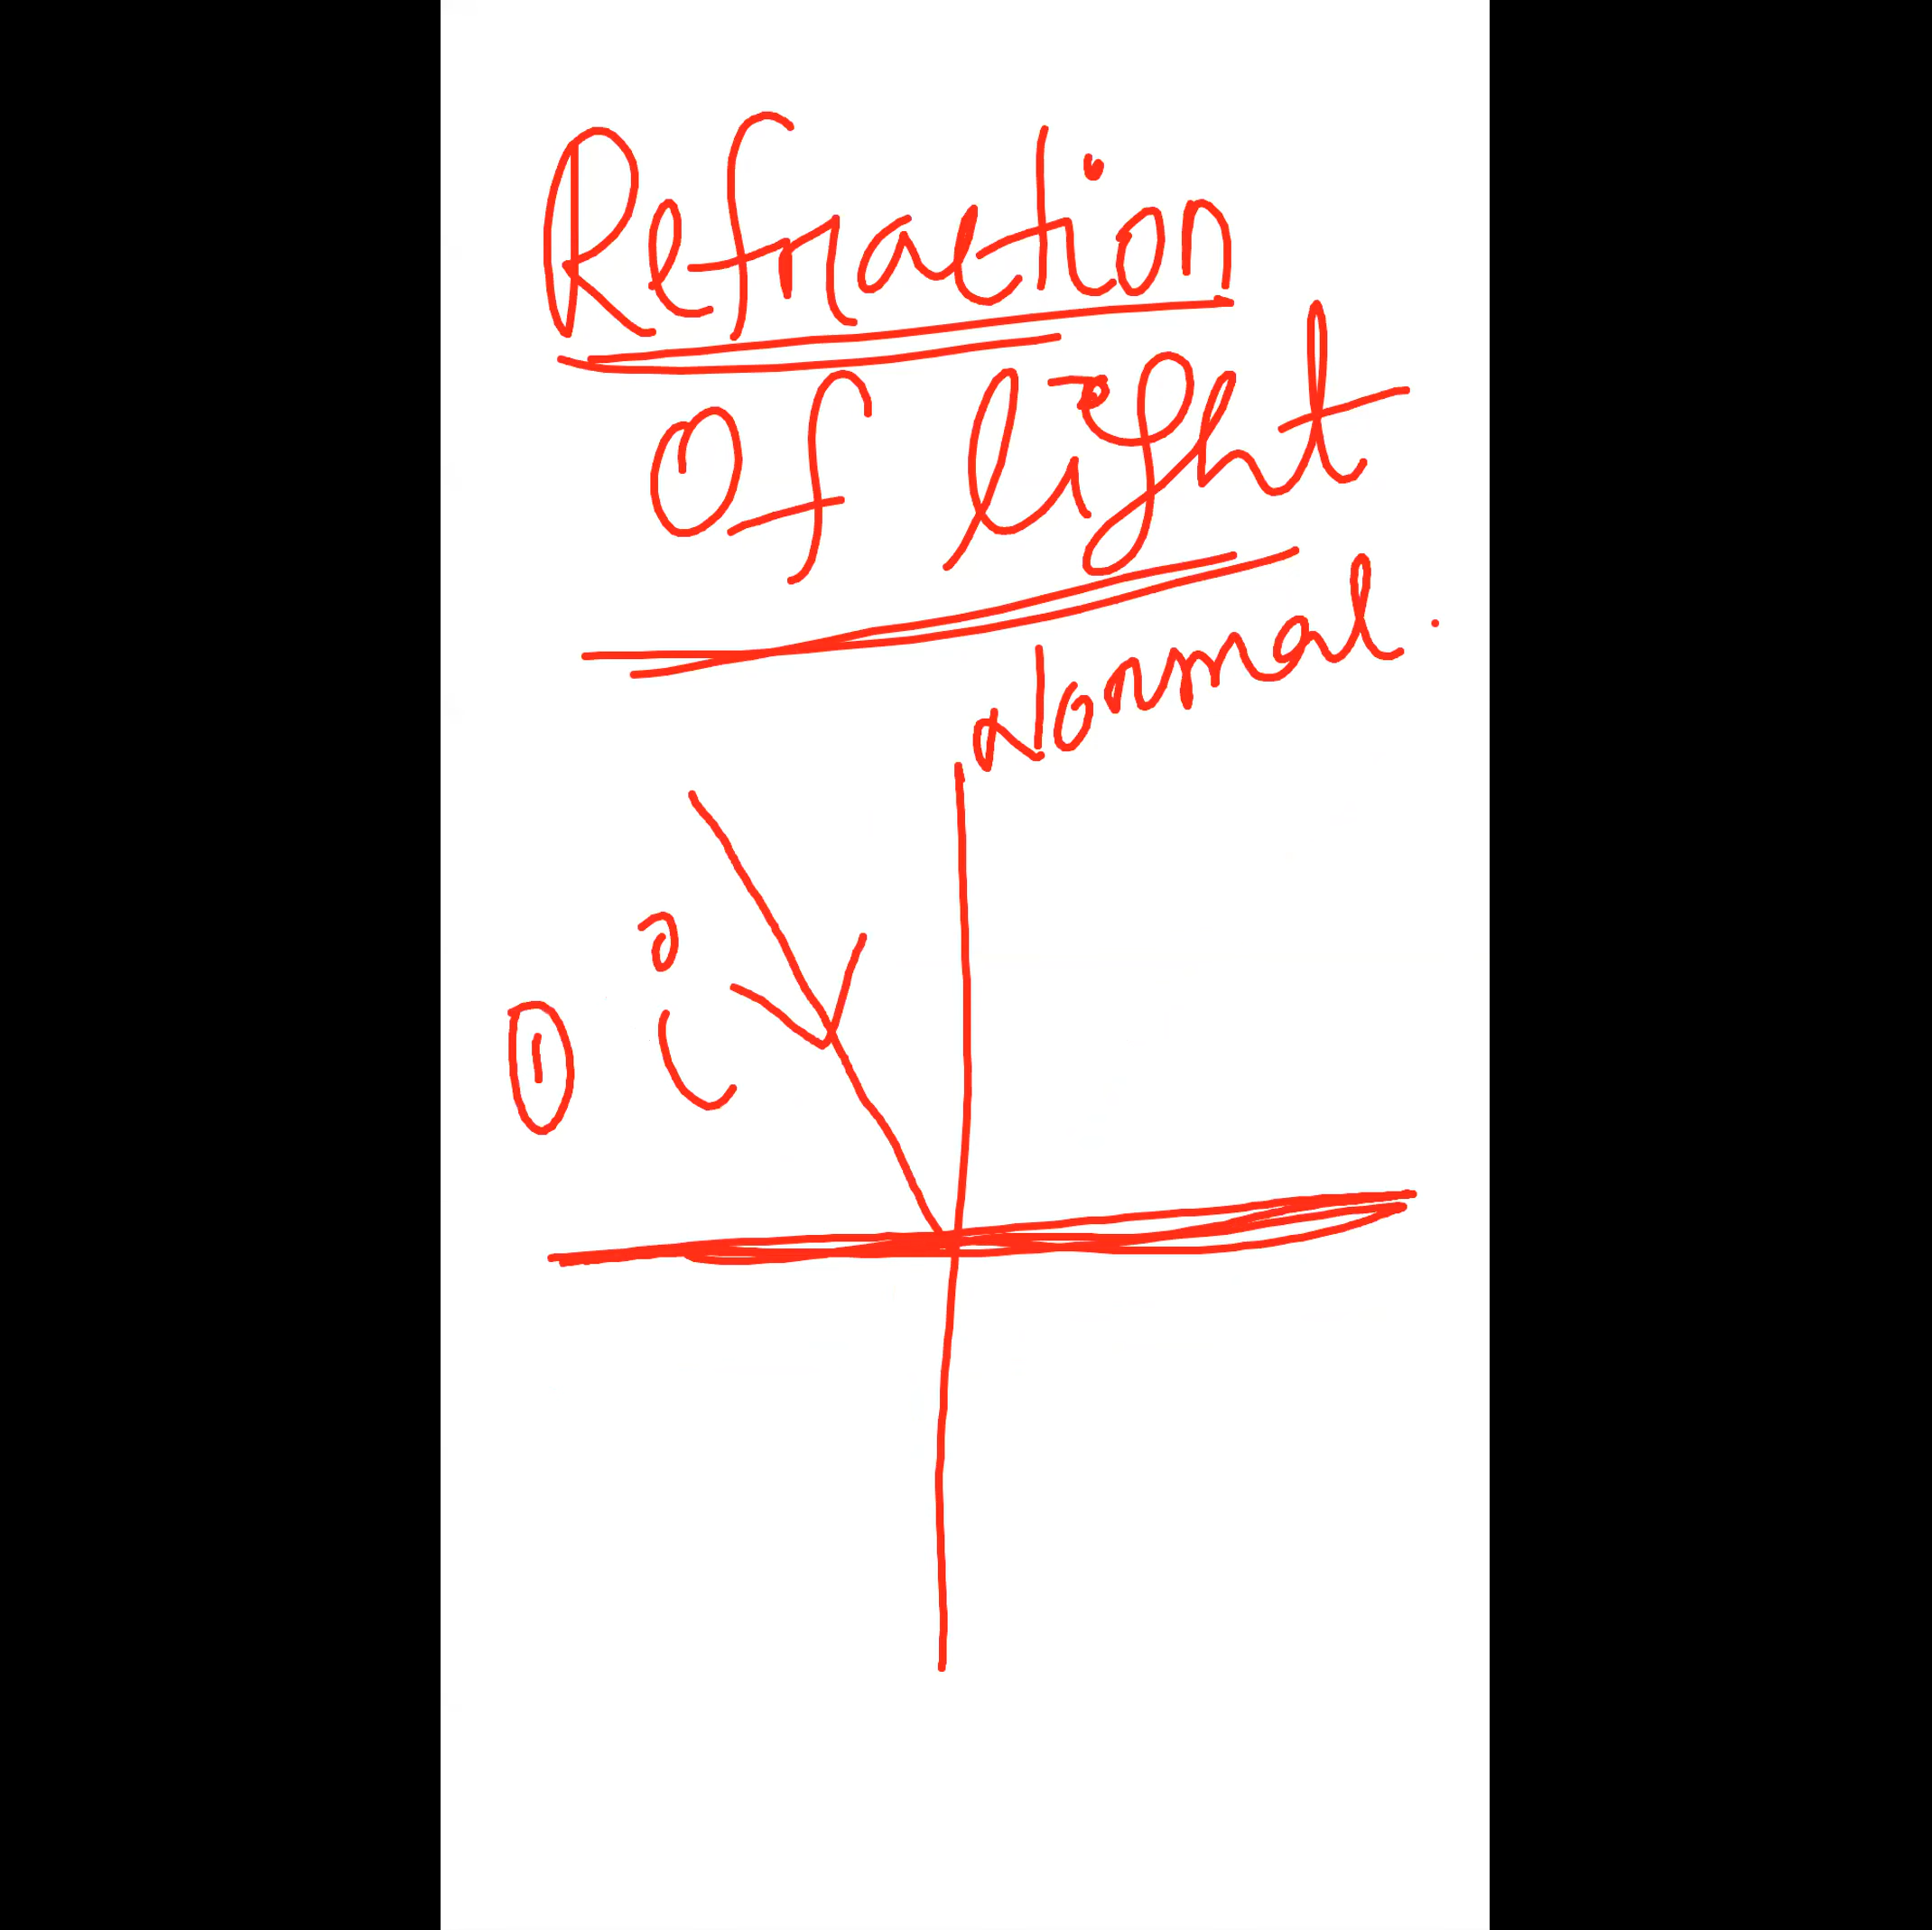 Refraction
Of light
Normal.
i
①